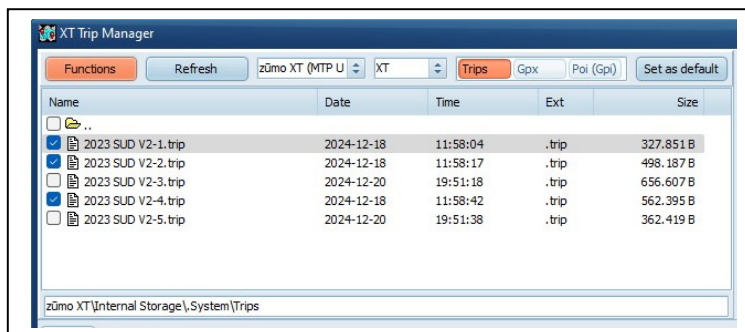 XT Trip Manager
Functions Refresh zūmo XT (MTP U XT Trips Gpx Poi (Gpi) Set as default
Name Date Time Ext Size
..
2023 SUD V2-1.trip 2024-12-18 11:58:04 .trip 327.851 B
2023 SUD V2-2.trip 2024-12-18 11:58:17 .trip 498.187 B
2023 SUD V2-3.trip 2024-12-20 19:51:18 .trip 656.607 B
2023 SUD V2-4.trip 2024-12-18 11:58:42 .trip 562.395 B
2023 SUD V2-5.trip 2024-12-20 19:51:38 .trip 362.419 B
zūmo XT\Internal Storage\.System\Trips